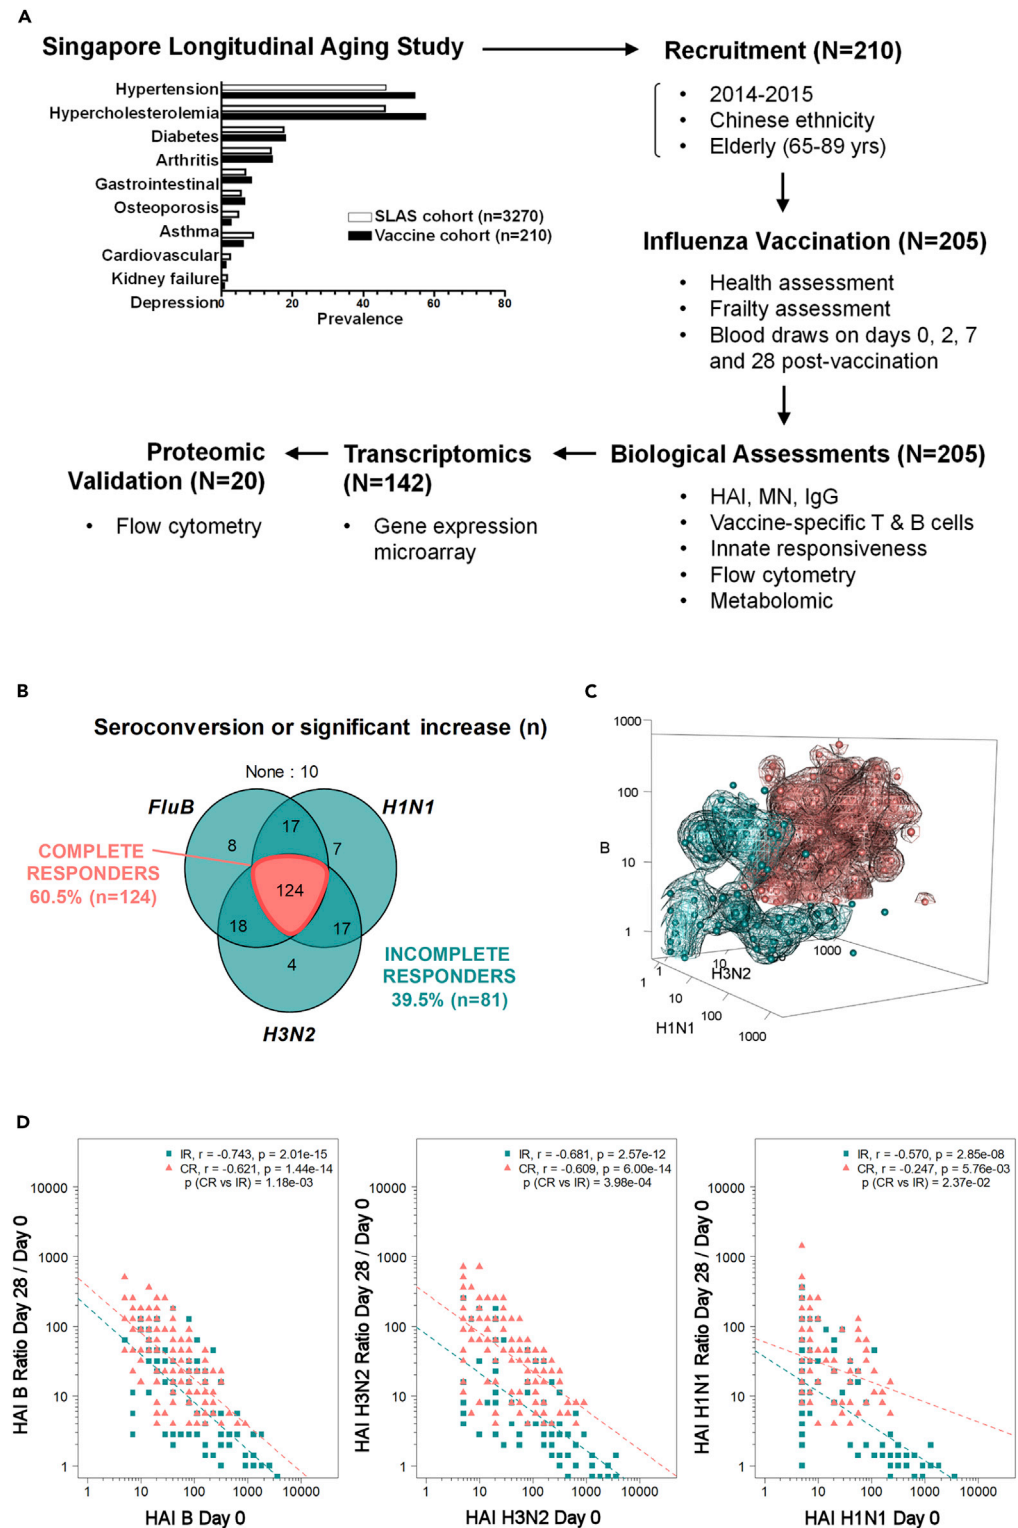 A
Singapore Longitudinal Aging Study
Hypertension
Hypercholesterolemia
Diabetes
Arthritis
Gastrointestinal
Osteoporosis
Asthma
Cardiovascular
Kidney failure
Depression
SLAS cohort (n=3270)
Vaccine cohort (n=210)
0 20 40 60 80
Prevalence
Recruitment (N=210)
• 2014-2015
• Chinese ethnicity
• Elderly (65-89 yrs)
Influenza Vaccination (N=205)
• Health assessment
• Frailty assessment
• Blood draws on days 0, 2, 7
and 28 post-vaccination
Biological Assessments (N=205)
• HAI, MN, IgG
• Vaccine-specific T & B cells
• Innate responsiveness
• Flow cytometry
• Metabolomic
Transcriptomics
(N=142)
• Gene expression
microarray
Proteomic
Validation (N=20)
• Flow cytometry
B
Seroconversion or significant increase (n)
None : 10
FluB
H1N1
17
8
7
COMPLETE
RESPONDERS
60.5% (n=124)
124
18
17
4
INCOMPLETE
RESPONDERS
39.5% (n=81)
H3N2
C
1000
100
B
10
1
1
10
1000
H3N2
1
10
100
1000
H1N1
D
IR, r = -0.743, p = 2.01e-15
CR, r = -0.621, p = 1.44e-14
p (CR vs IR) = 1.18e-03
HAI B Ratio Day 28 / Day 0
10000
1000
100
10
1
1 10 100 1000 10000
HAI B Day 0
IR, r = -0.681, p = 2.57e-12
CR, r = -0.609, p = 6.00e-14
p (CR vs IR) = 3.98e-04
HAI H3N2 Ratio Day 28 / Day 0
10000
1000
100
10
1
1 10 100 1000 10000
HAI H3N2 Day 0
IR, r = -0.570, p = 2.85e-08
CR, r = -0.247, p = 5.76e-03
p (CR vs IR) = 2.37e-02
HAI H1N1 Ratio Day 28 / Day 0
10000
1000
100
10
1
1 10 100 1000 10000
HAI H1N1 Day 0